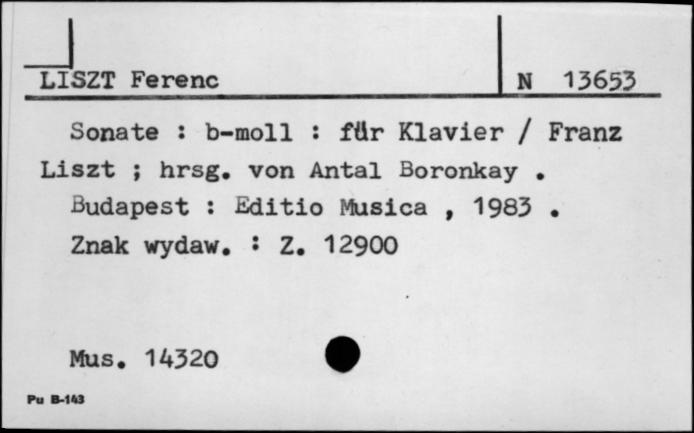 LISZT Ferenc N 13653
Sonate : b-moll : für Klavier / Franz
Liszt ; hrsg. von Antal Boronkay .
Budapest : Editio Musica , 1983 .
Znak wydaw. : Z. 12900
Mus. 14320
Pu B-143